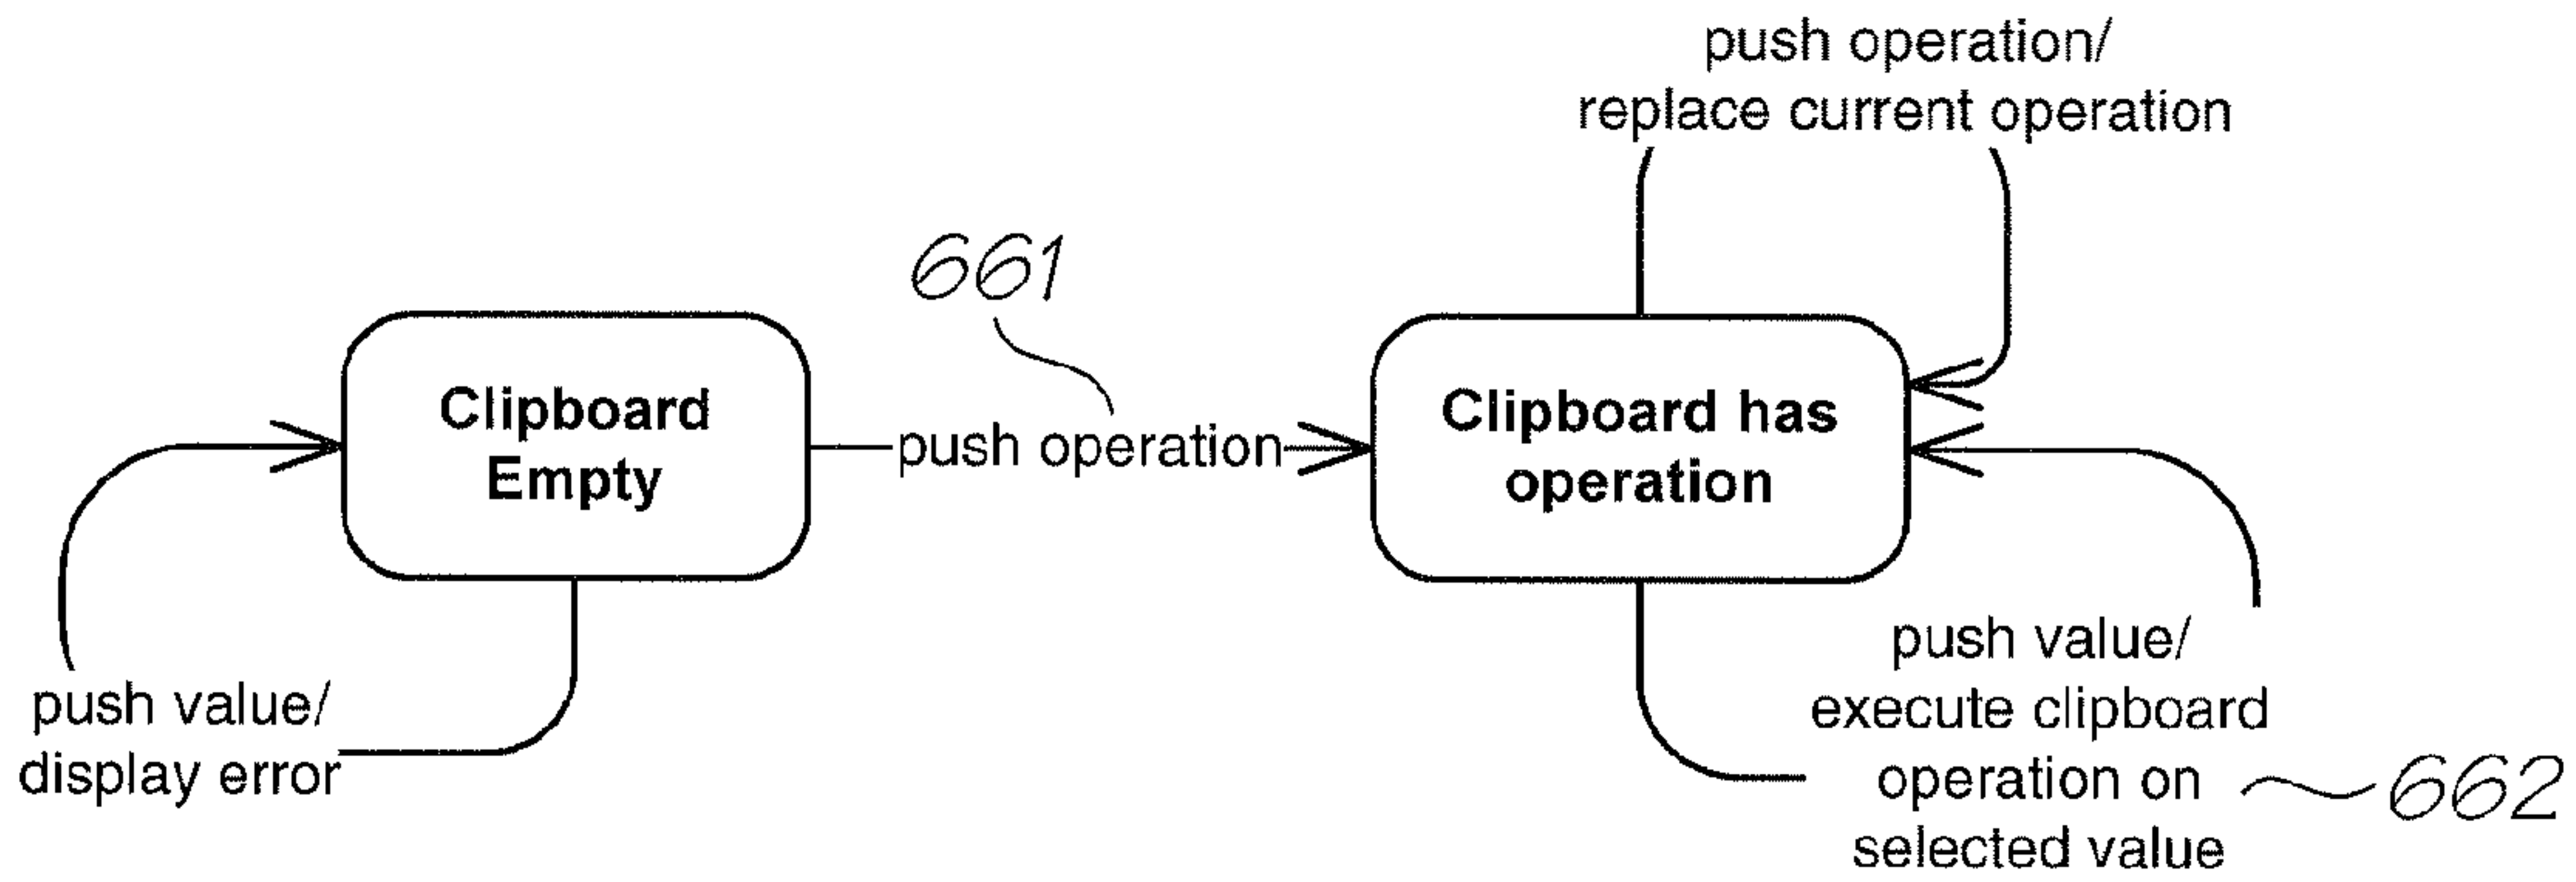 push operation/
replace current operation
661
Clipboard
Empty
push operation
Clipboard has
operation
push value/
display error
push value/
execute clipboard
operation on
selected value
662